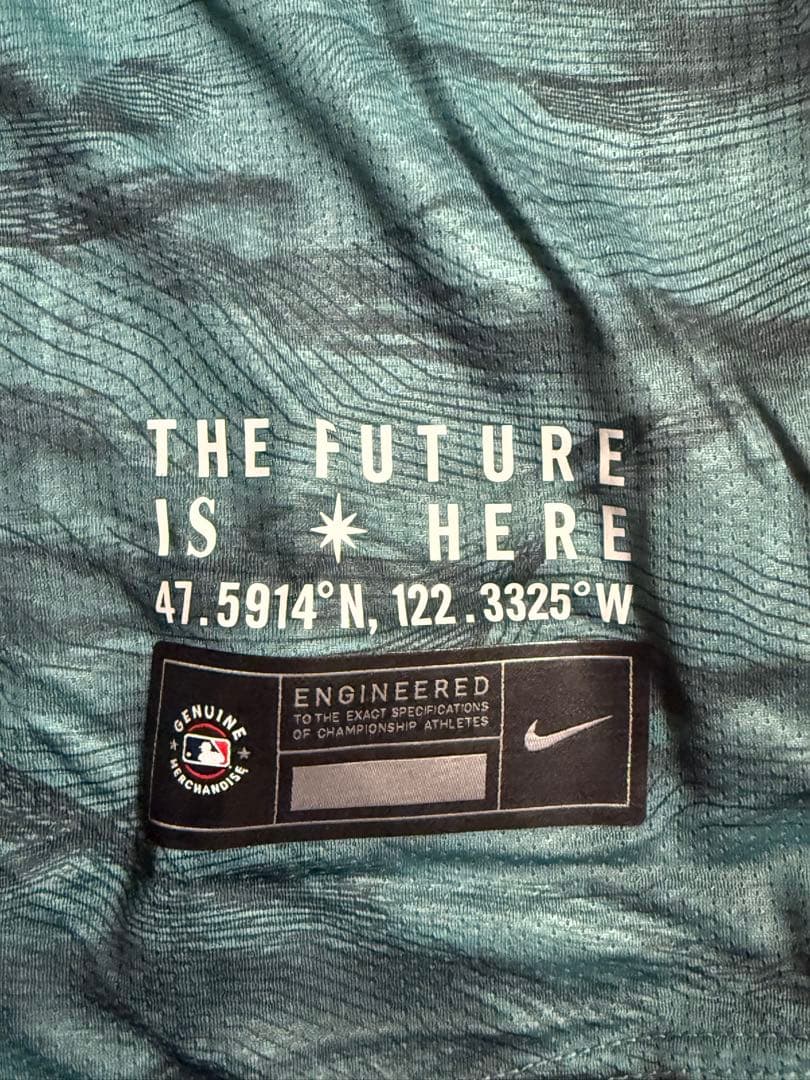 THE FUTURE
IS HERE
47.5914°N, 122.3325°W
GENUINE
MERCHANDISE
ENGINEERED
TO THE EXACT SPECIFICATIONS
OF CHAMPIONSHIP ATHLETES